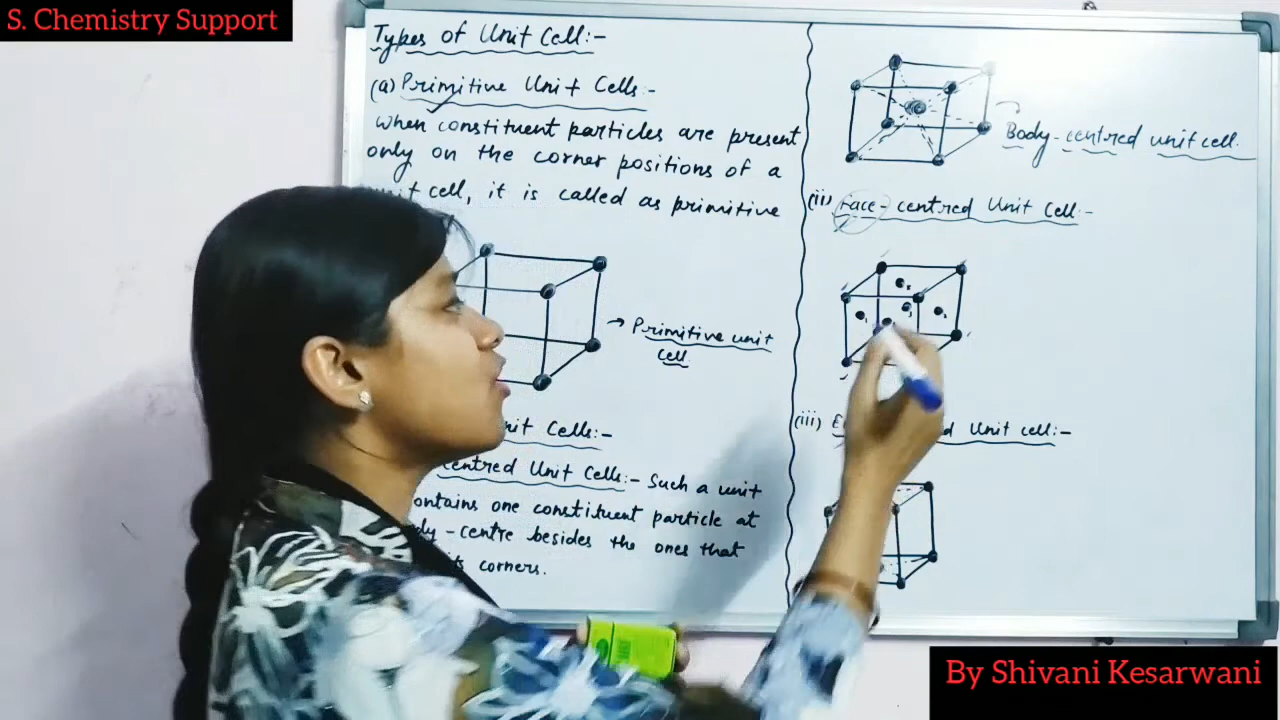 S. Chemistry Support
Types of Unit Cell:-
(a) Primitive Unit Cells:-
when constituent particles are present
only on the corner positions of a
cell, it is called as primitive
→ Primitive unit
cell
Unit Cells:-
centred Unit Cells:- Such a unit
contains one constituent particle at
-centre besides the ones that
corners.
Body-centred unit cell.
(ii) Face-centred Unit Cell:-
(iii) Unit cell:-
By Shivani Kesarwani